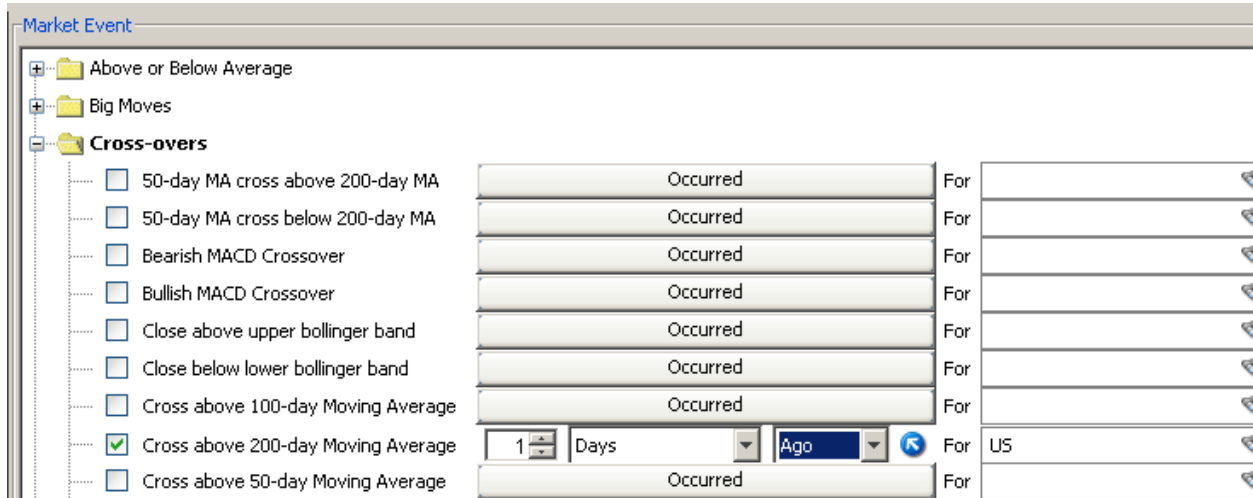 Market Event
Above or Below Average
Big Moves
Cross-overs
50-day MA cross above 200-day MA Occurred For
50-day MA cross below 200-day MA Occurred For
Bearish MACD Crossover Occurred For
Bullish MACD Crossover Occurred For
Close above upper bollinger band Occurred For
Close below lower bollinger band Occurred For
Cross above 100-day Moving Average Occurred For
Cross above 200-day Moving Average 1 Days Ago For US
Cross above 50-day Moving Average Occurred For